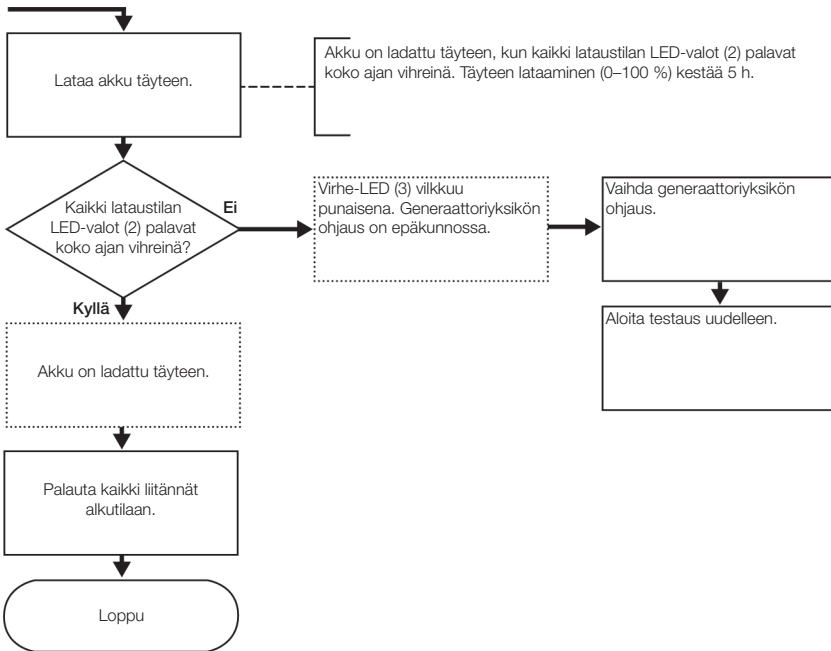 Lataa akku täyteen.
Akku on ladattu täyteen, kun kaikki lataustilan LED-valot (2) palavat
koko ajan vihreinä. Täyteen lataaminen (0–100 %) kestää 5 h.
Kaikki lataustilan
LED-valot (2) palavat
koko ajan vihreinä?
Ei
Virhe-LED (3) vilkkuu
punaisena. Generaattoriyksikön
ohjaus on epäkunnossa.
Vaihda generaattoriyksikön
ohjaus.
Aloita testaus uudelleen.
Kyllä
Akku on ladattu täyteen.
Palauta kaikki liitännät
alkutilaan.
Loppu